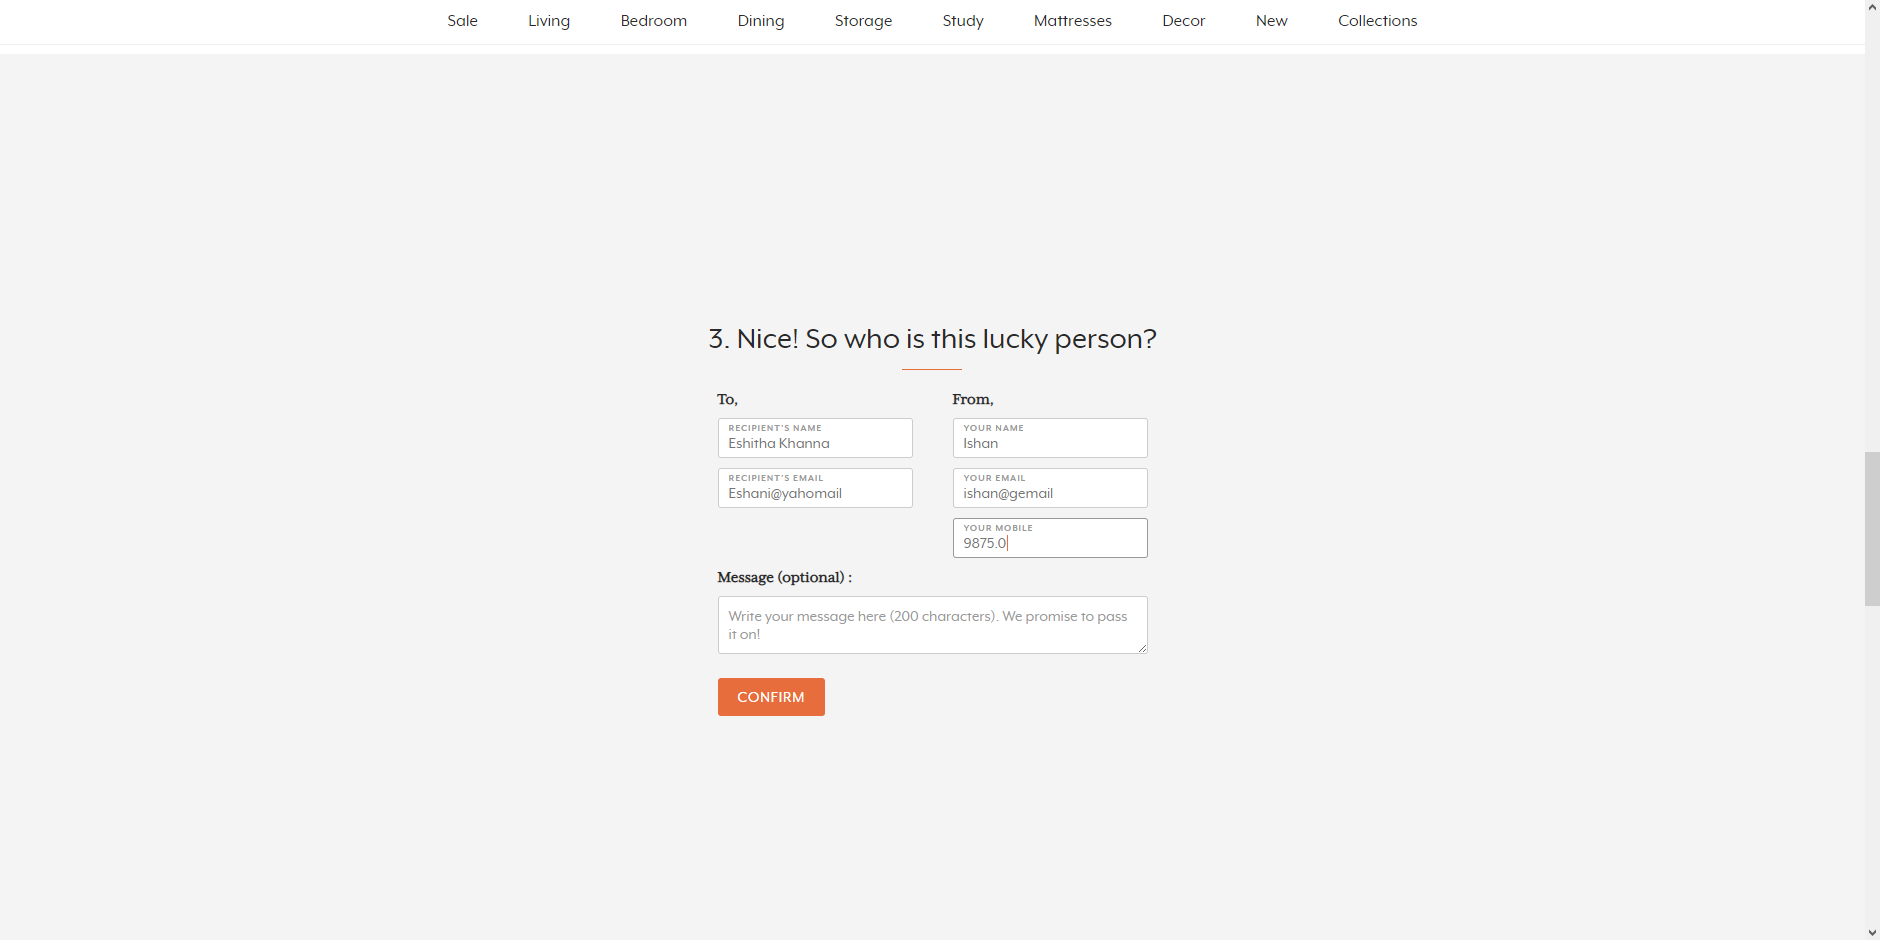 Sale Living Bedroom Dining Storage Study Mattresses Decor New Collections
3. Nice! So who is this lucky person?
To,
RECIPIENT'S NAME
Eshitha Khanna
RECIPIENT'S EMAIL
Eshani@yahomail
From,
YOUR NAME
Ishan
YOUR EMAIL
ishan@gemail
YOUR MOBILE
9875.0
Message (optional) :
Write your message here (200 characters). We promise to pass
it on!
CONFIRM